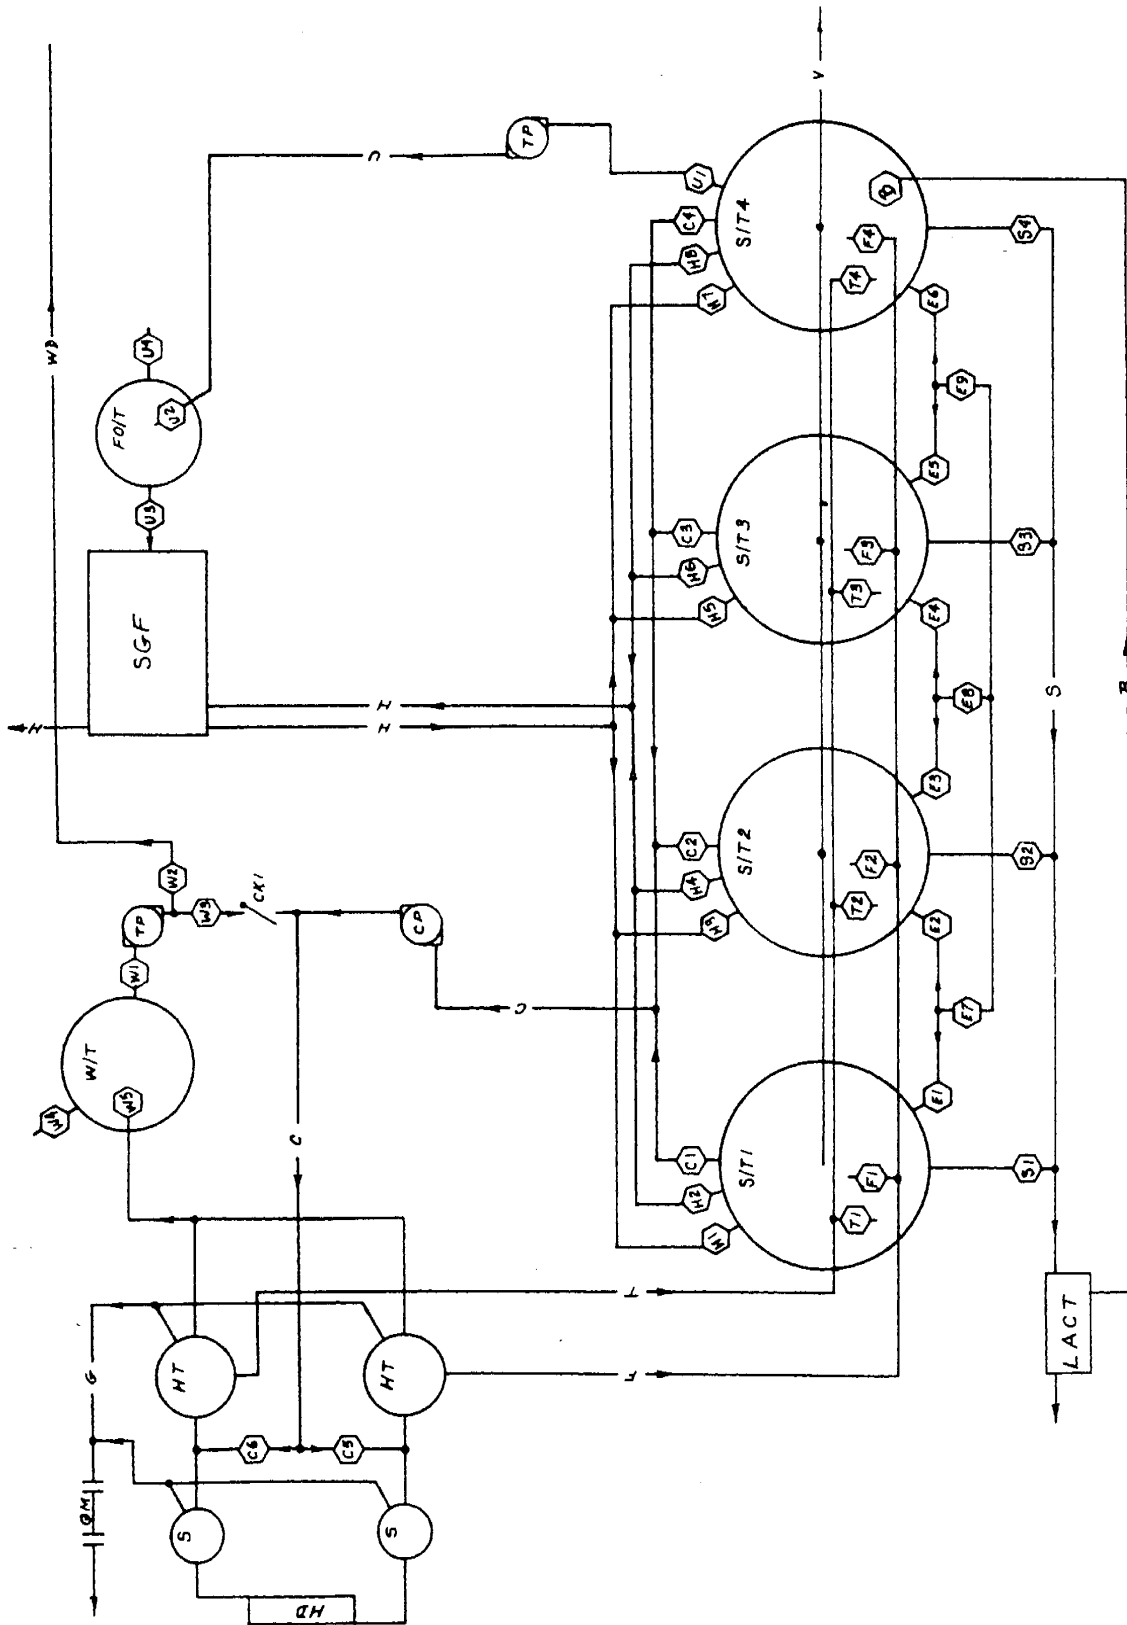 W4
H
WD
GM
G
W/T
SGF
FO/T
W5
W1
TP
U3
U4
U2
S
HT
W2
W3
C6
CK1
HD
C
C5
S
HT
H
H
U
CP
C
TP
T
F
H1
H2
C1
H3
H4
C2
H5
H6
C3
H7
H8
C4
U1
S/T1
S/T2
S/T3
S/T4
V
T1
F1
T2
F2
T3
F3
T4
F4
E1
E2
E3
E4
E5
E6
E7
E8
E9
S1
S2
S3
S4
S
LACT
B